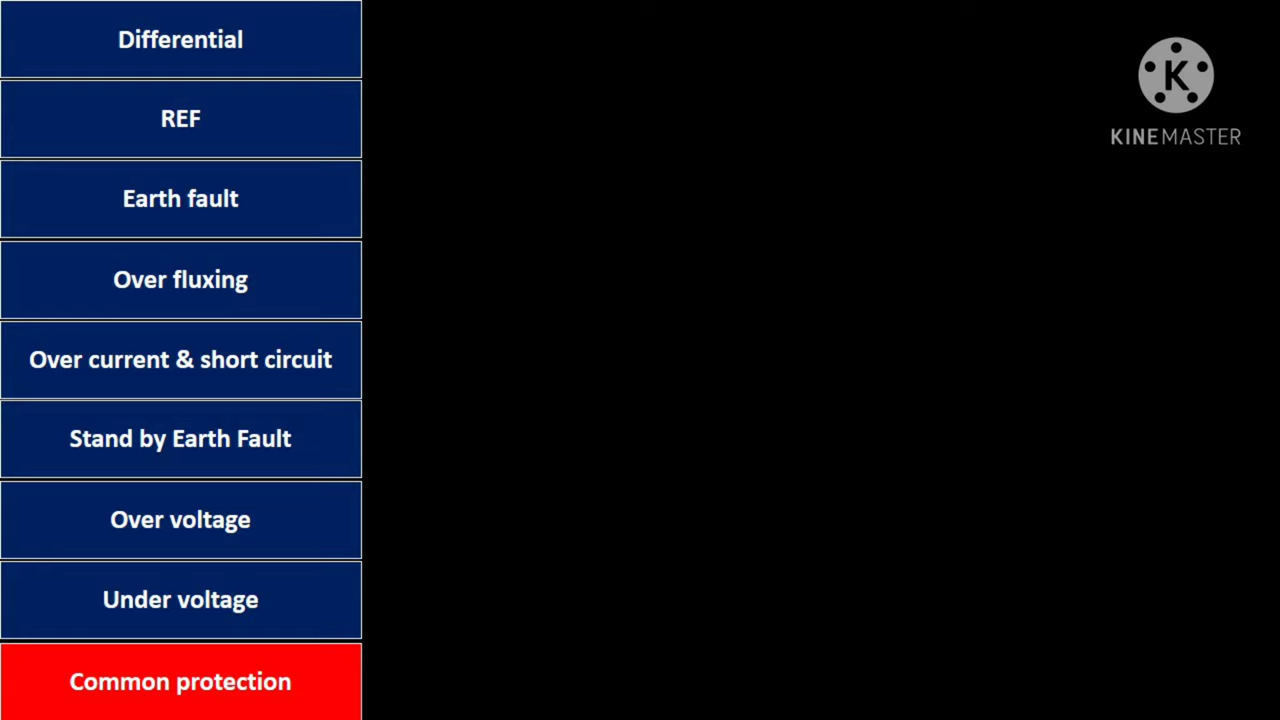 Differential
REF
Earth fault
Over fluxing
Over current & short circuit
Stand by Earth Fault
Over voltage
Under voltage
Common protection
K
KINEMASTER